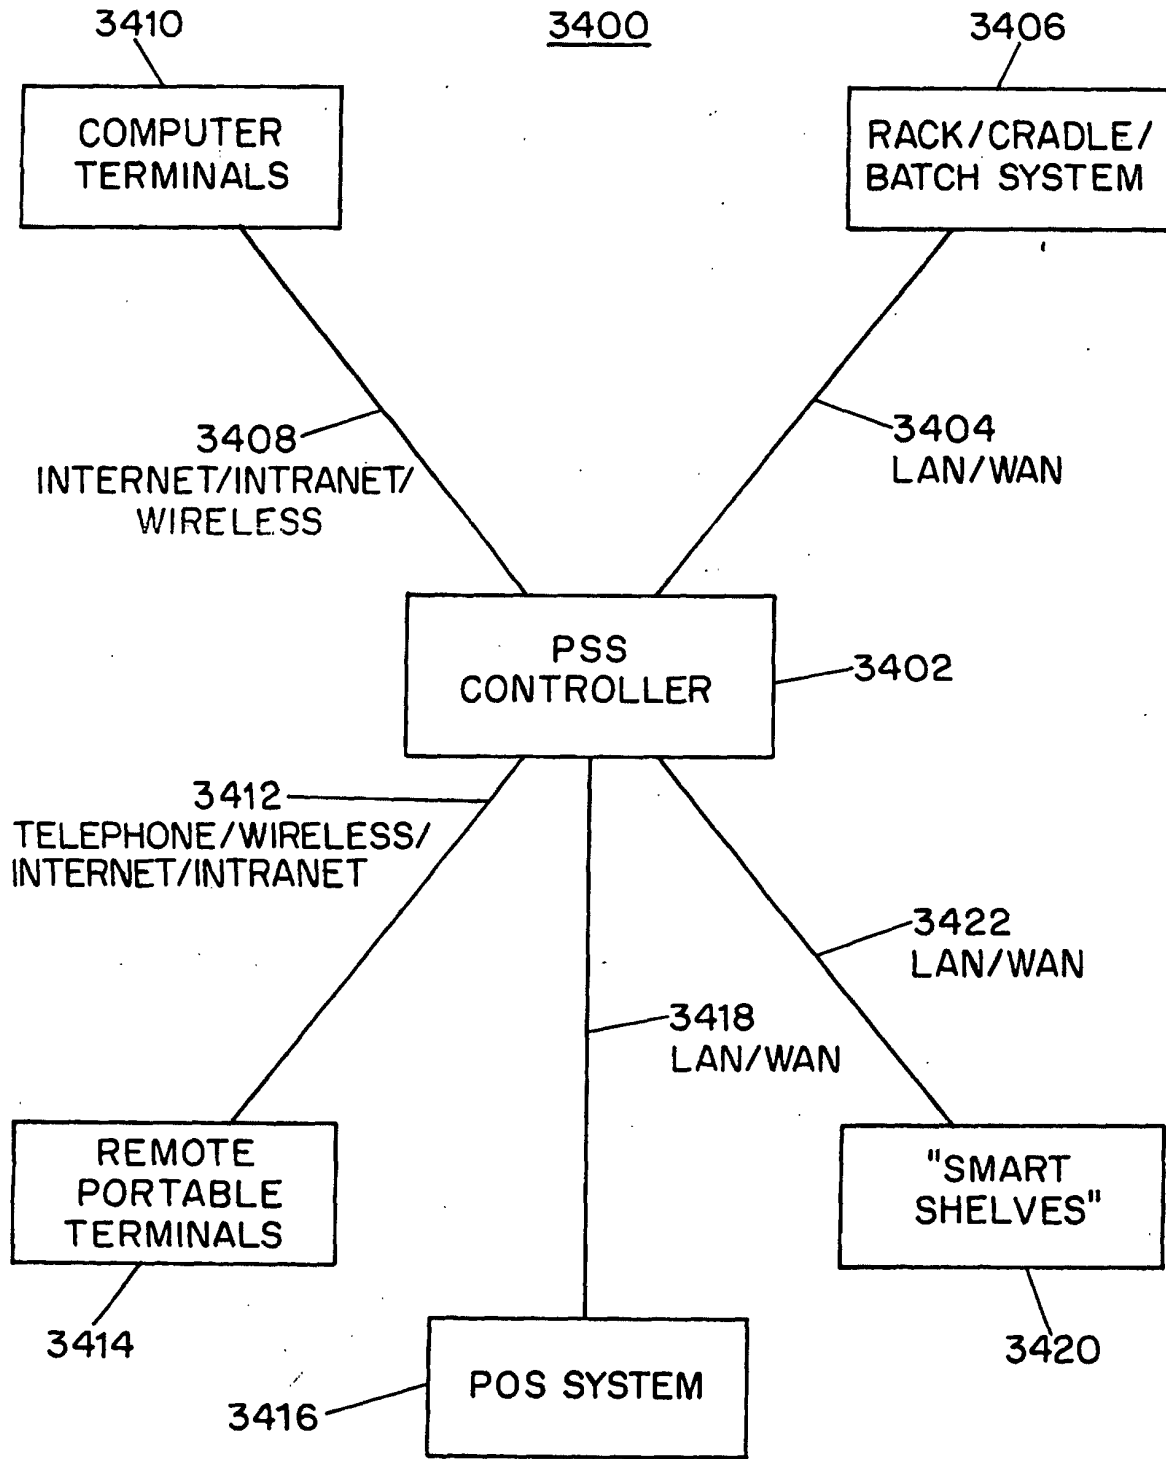 3410
3400
3406
COMPUTER
TERMINALS
RACK/CRADLE/
BATCH SYSTEM
3408
INTERNET/INTRANET/
WIRELESS
3404
LAN/WAN
PSS
CONTROLLER
3402
3412
TELEPHONE/WIRELESS/
INTERNET/INTRANET
3422
LAN/WAN
3418
LAN/WAN
REMOTE
PORTABLE
TERMINALS
"SMART
SHELVES"
3414
3420
POS SYSTEM
3416